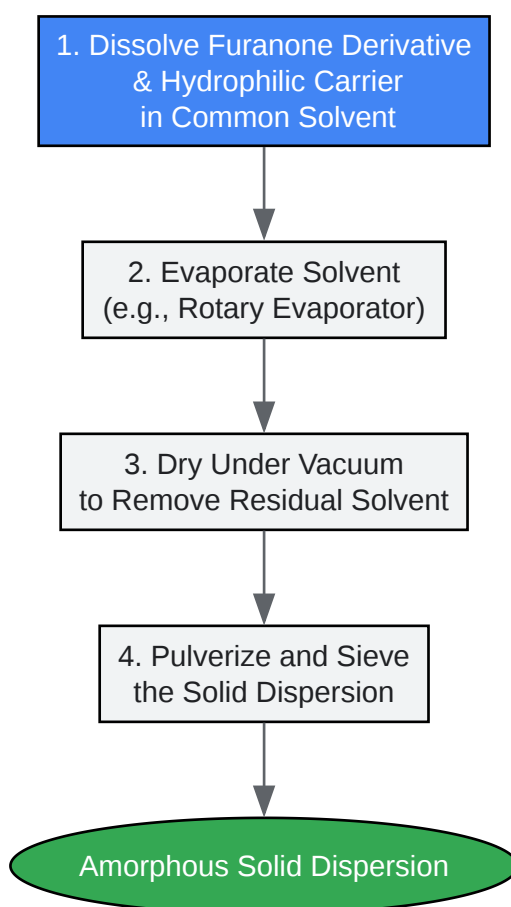 1. Dissolve Furanone Derivative
& Hydrophilic Carrier
in Common Solvent
2. Evaporate Solvent
(e.g., Rotary Evaporator)
3. Dry Under Vacuum
to Remove Residual Solvent
4. Pulverize and Sieve
the Solid Dispersion
Amorphous Solid Dispersion